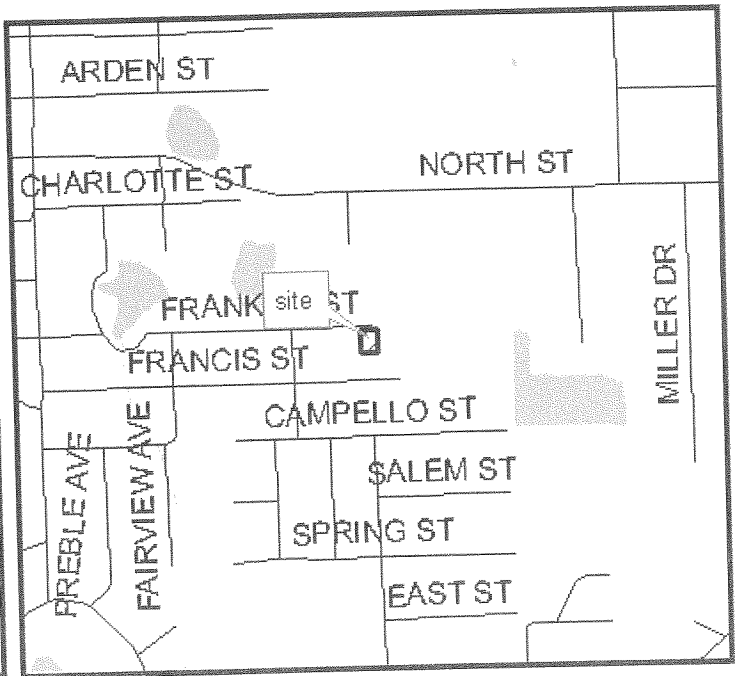 ARDEN ST
NORTH ST
CHARLOTTE ST
MILLER DR
FRANK
site
ST
FRANCIS ST
CAMPELLO ST
PREBLE AVE
FAIRVIEW AVE
SALEM ST
SPRING ST
EAST ST